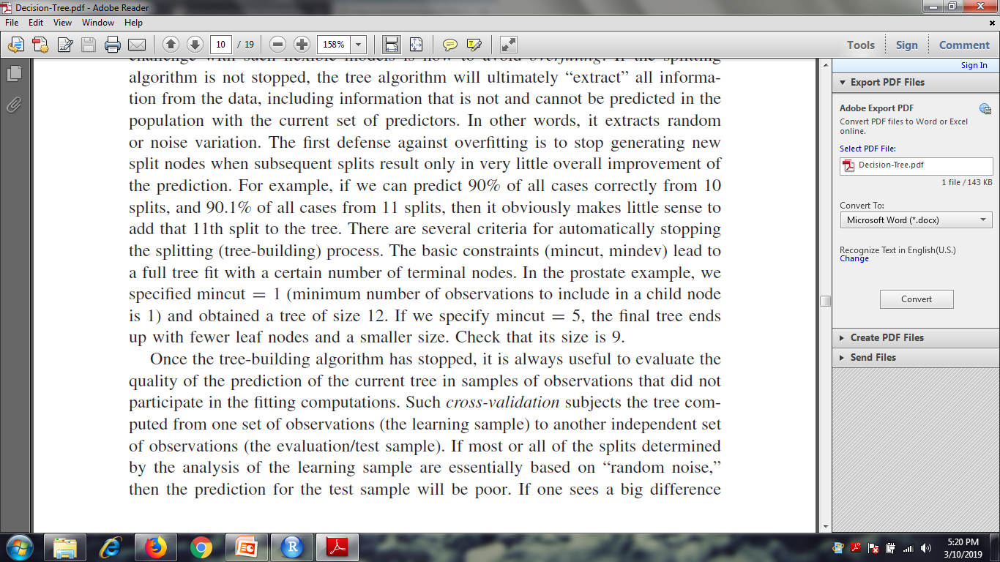 Decision-Tree.pdf - Adobe Reader
File Edit View Window Help
10 / 19 158% Tools Sign Comment
challenge with such flexible models is how to avoid overfitting. If the splitting
algorithm is not stopped, the tree algorithm will ultimately “extract” all informa-
tion from the data, including information that is not and cannot be predicted in the
population with the current set of predictors. In other words, it extracts random
or noise variation. The first defense against overfitting is to stop generating new
split nodes when subsequent splits result only in very little overall improvement of
the prediction. For example, if we can predict 90% of all cases correctly from 10
splits, and 90.1% of all cases from 11 splits, then it obviously makes little sense to
add that 11th split to the tree. There are several criteria for automatically stopping
the splitting (tree-building) process. The basic constraints (mincut, mindev) lead to
a full tree fit with a certain number of terminal nodes. In the prostate example, we
specified mincut = 1 (minimum number of observations to include in a child node
is 1) and obtained a tree of size 12. If we specify mincut = 5, the final tree ends
up with fewer leaf nodes and a smaller size. Check that its size is 9.
Once the tree-building algorithm has stopped, it is always useful to evaluate the
quality of the prediction of the current tree in samples of observations that did not
participate in the fitting computations. Such cross-validation subjects the tree com-
puted from one set of observations (the learning sample) to another independent set
of observations (the evaluation/test sample). If most or all of the splits determined
by the analysis of the learning sample are essentially based on “random noise,”
then the prediction for the test sample will be poor. If one sees a big difference
Sign In
Export PDF Files
Adobe Export PDF
Convert PDF files to Word or Excel
online.
Select PDF File:
Decision-Tree.pdf
1 file / 143 KB
Convert To:
Microsoft Word (*.docx)
Recognize Text in English(U.S.)
Change
Convert
Create PDF Files
Send Files
5:20 PM
3/10/2019